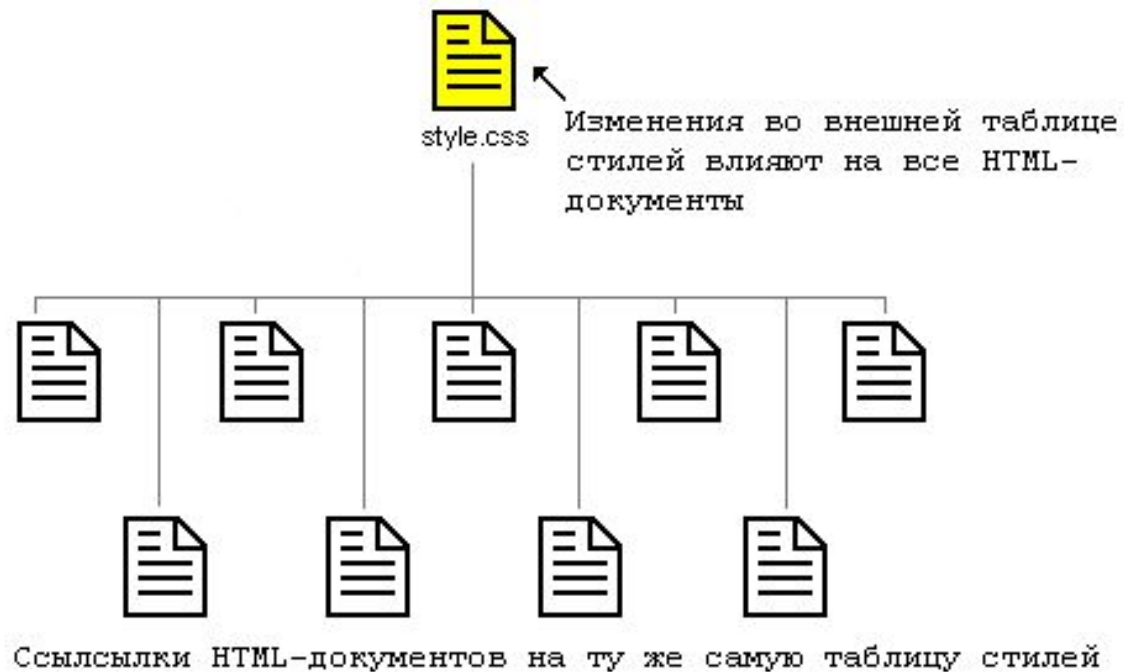 style.css
Изменения во внешней таблице
стилей влияют на все HTML-
документы
Ссылсылки HTML-документов на ту же самую таблицу стилей